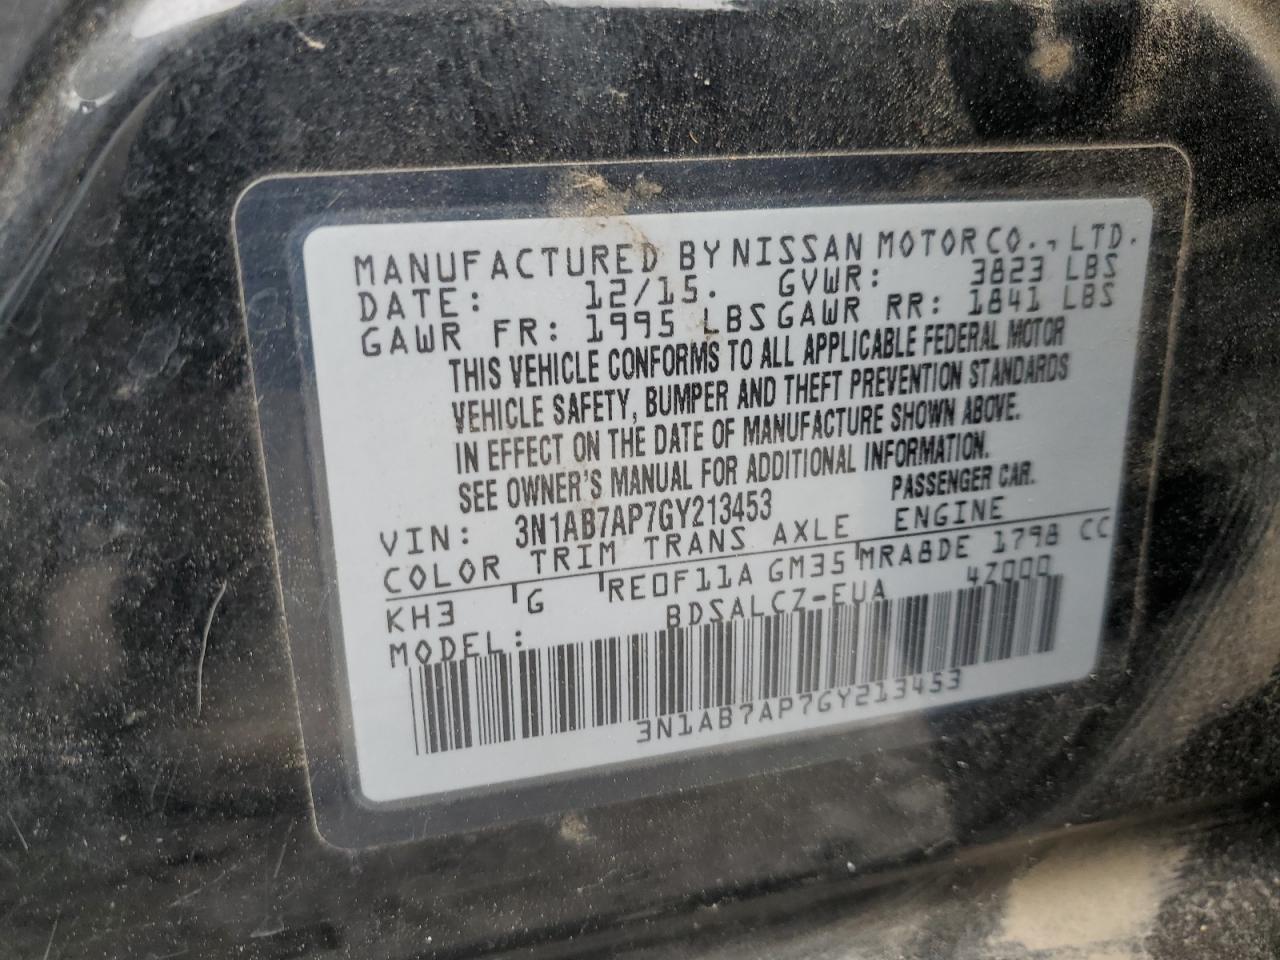 MANUFACTURED BY NISSAN MOTOR CO., LTD.
DATE: 12/15. GVWR: 3823 LBS
GAWR FR: 1995 LBS GAWR RR: 1841 LBS
THIS VEHICLE CONFORMS TO ALL APPLICABLE FEDERAL MOTOR
VEHICLE SAFETY, BUMPER AND THEFT PREVENTION STANDARDS
IN EFFECT ON THE DATE OF MANUFACTURE SHOWN ABOVE.
SEE OWNER'S MANUAL FOR ADDITIONAL INFORMATION.
VIN: 3N1AB7AP7GY213453 PASSENGER CAR.
COLOR TRIM TRANS AXLE ENGINE
KH3 G RE0F11A GM35 MRA8DE 1798 CC
MODEL: BDSALCZ-EUA 4Z000
3N1AB7AP7GY213453